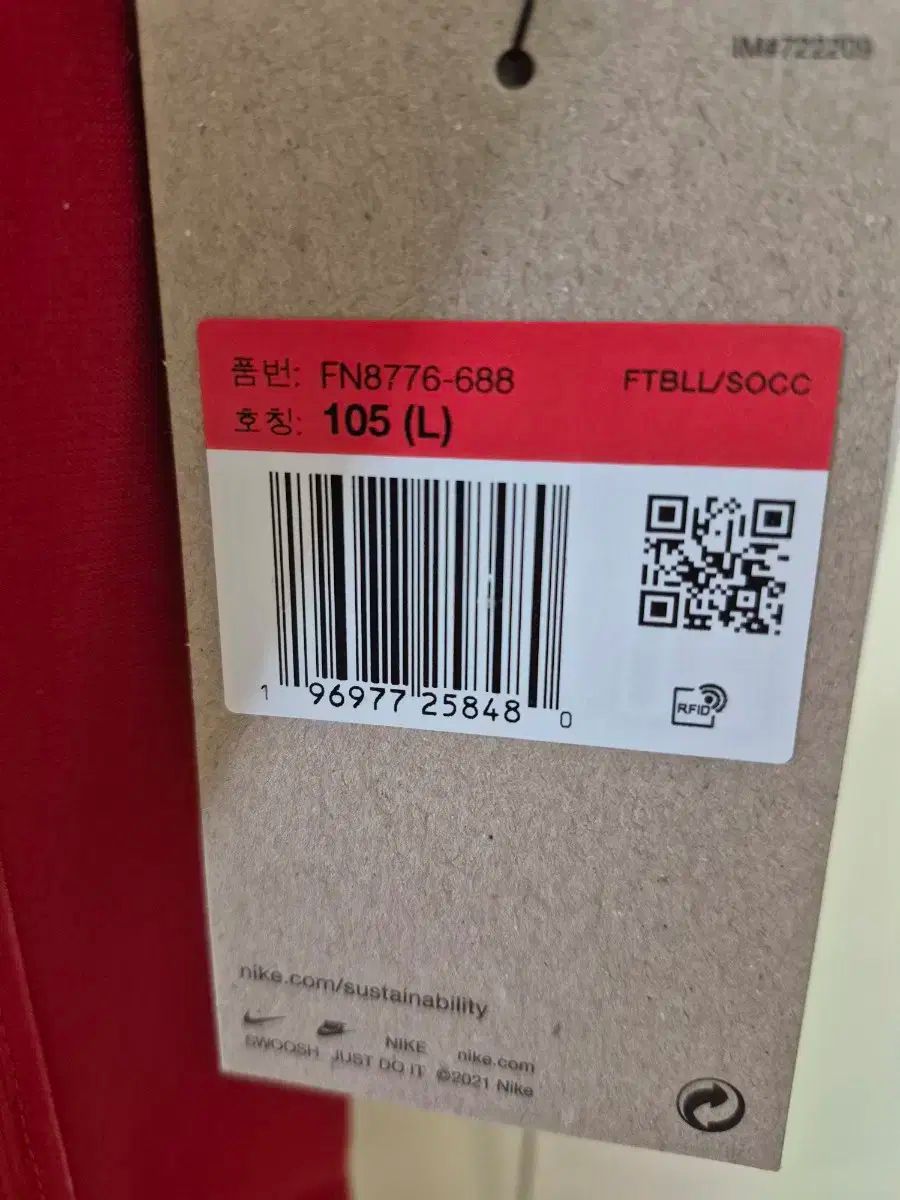 IM#722209
품번: FN8776-688 FTBLL/SOCC
호칭: 105 (L)
1 96977 25848 0
RFID
nike.com/sustainability
NIKE nike.com
SWOOSH JUST DO IT ©2021 Nike